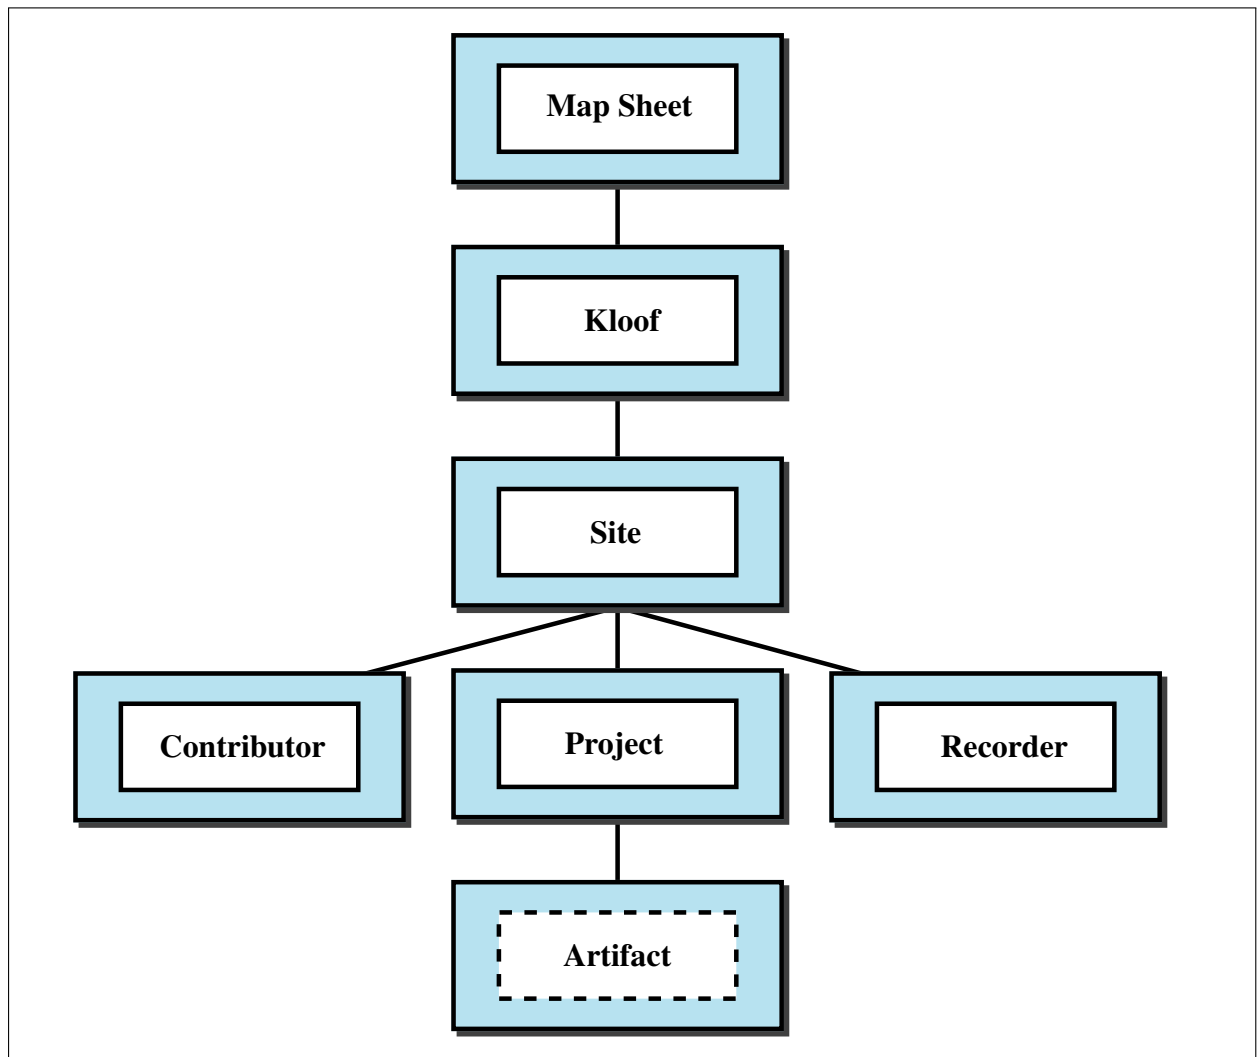 Map Sheet
Kloof
Site
Contributor
Project
Recorder
Artifact